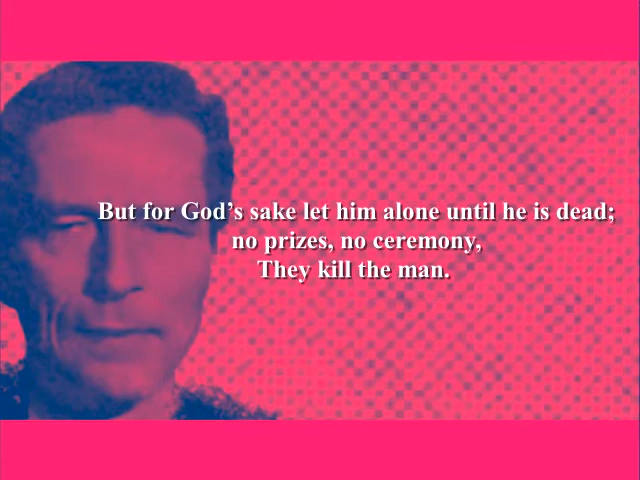 But for God’s sake let him alone until he is dead;
no prizes, no ceremony,
They kill the man.